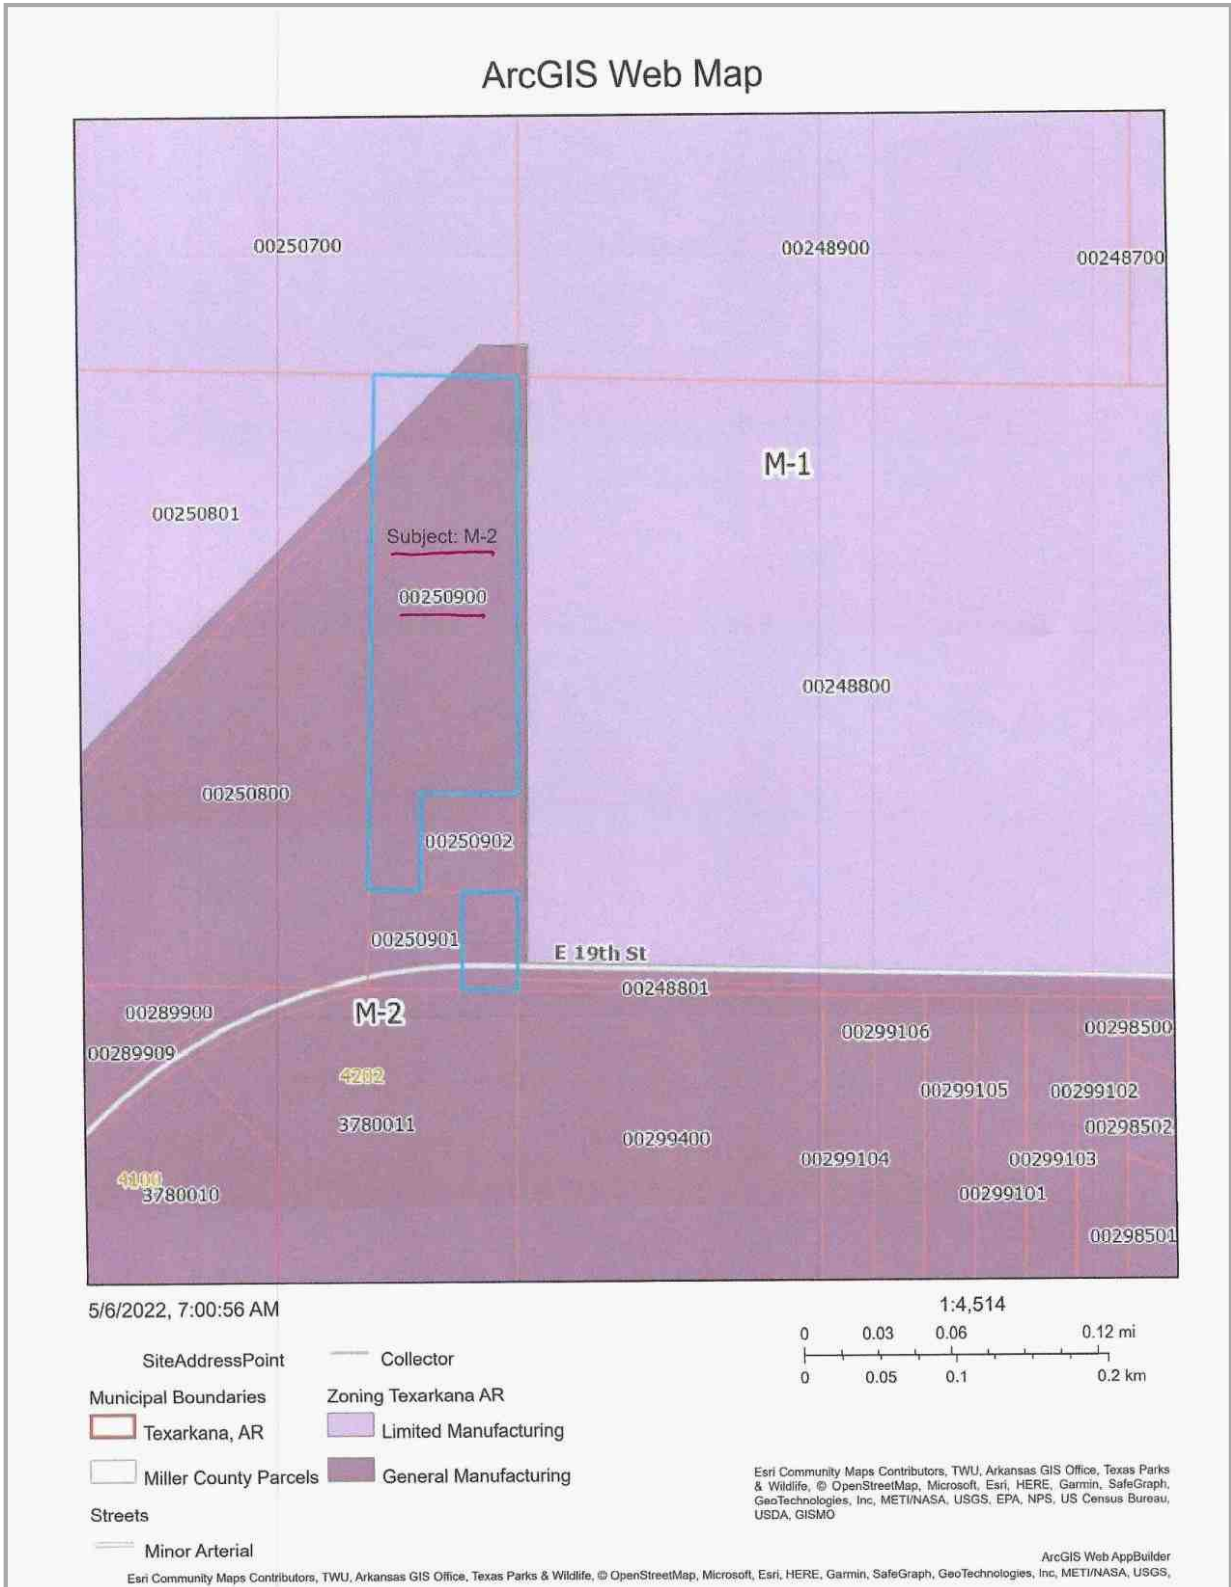 ArcGIS Web Map
00250700
00248900
00248700
M-1
00250801
Subject: M-2
00250900
00248800
00250800
00250902
00250901
E 19th St
00248801
00289900
M-2
00299106
00298500
00289909
4202
00299105
00299102
3780011
00298502
00299400
00299104
00299103
4100
3780010
00299101
00298501
5/6/2022, 7:00:56 AM
1:4,514
0 0.03 0.06 0.12 mi
0 0.05 0.1 0.2 km
SiteAddressPoint
Collector
Municipal Boundaries
Zoning Texarkana AR
Texarkana, AR
Limited Manufacturing
Miller County Parcels
General Manufacturing
Streets
Minor Arterial
Esri Community Maps Contributors, TWU, Arkansas GIS Office, Texas Parks
& Wildlife, © OpenStreetMap, Microsoft, Esri, HERE, Garmin, SafeGraph,
GeoTechnologies, Inc, METI/NASA, USGS, EPA, NPS, US Census Bureau,
USDA, GISMO
ArcGIS Web AppBuilder
Esri Community Maps Contributors, TWU, Arkansas GIS Office, Texas Parks & Wildlife, © OpenStreetMap, Microsoft, Esri, HERE, Garmin, SafeGraph, GeoTechnologies, Inc, METI/NASA, USGS,